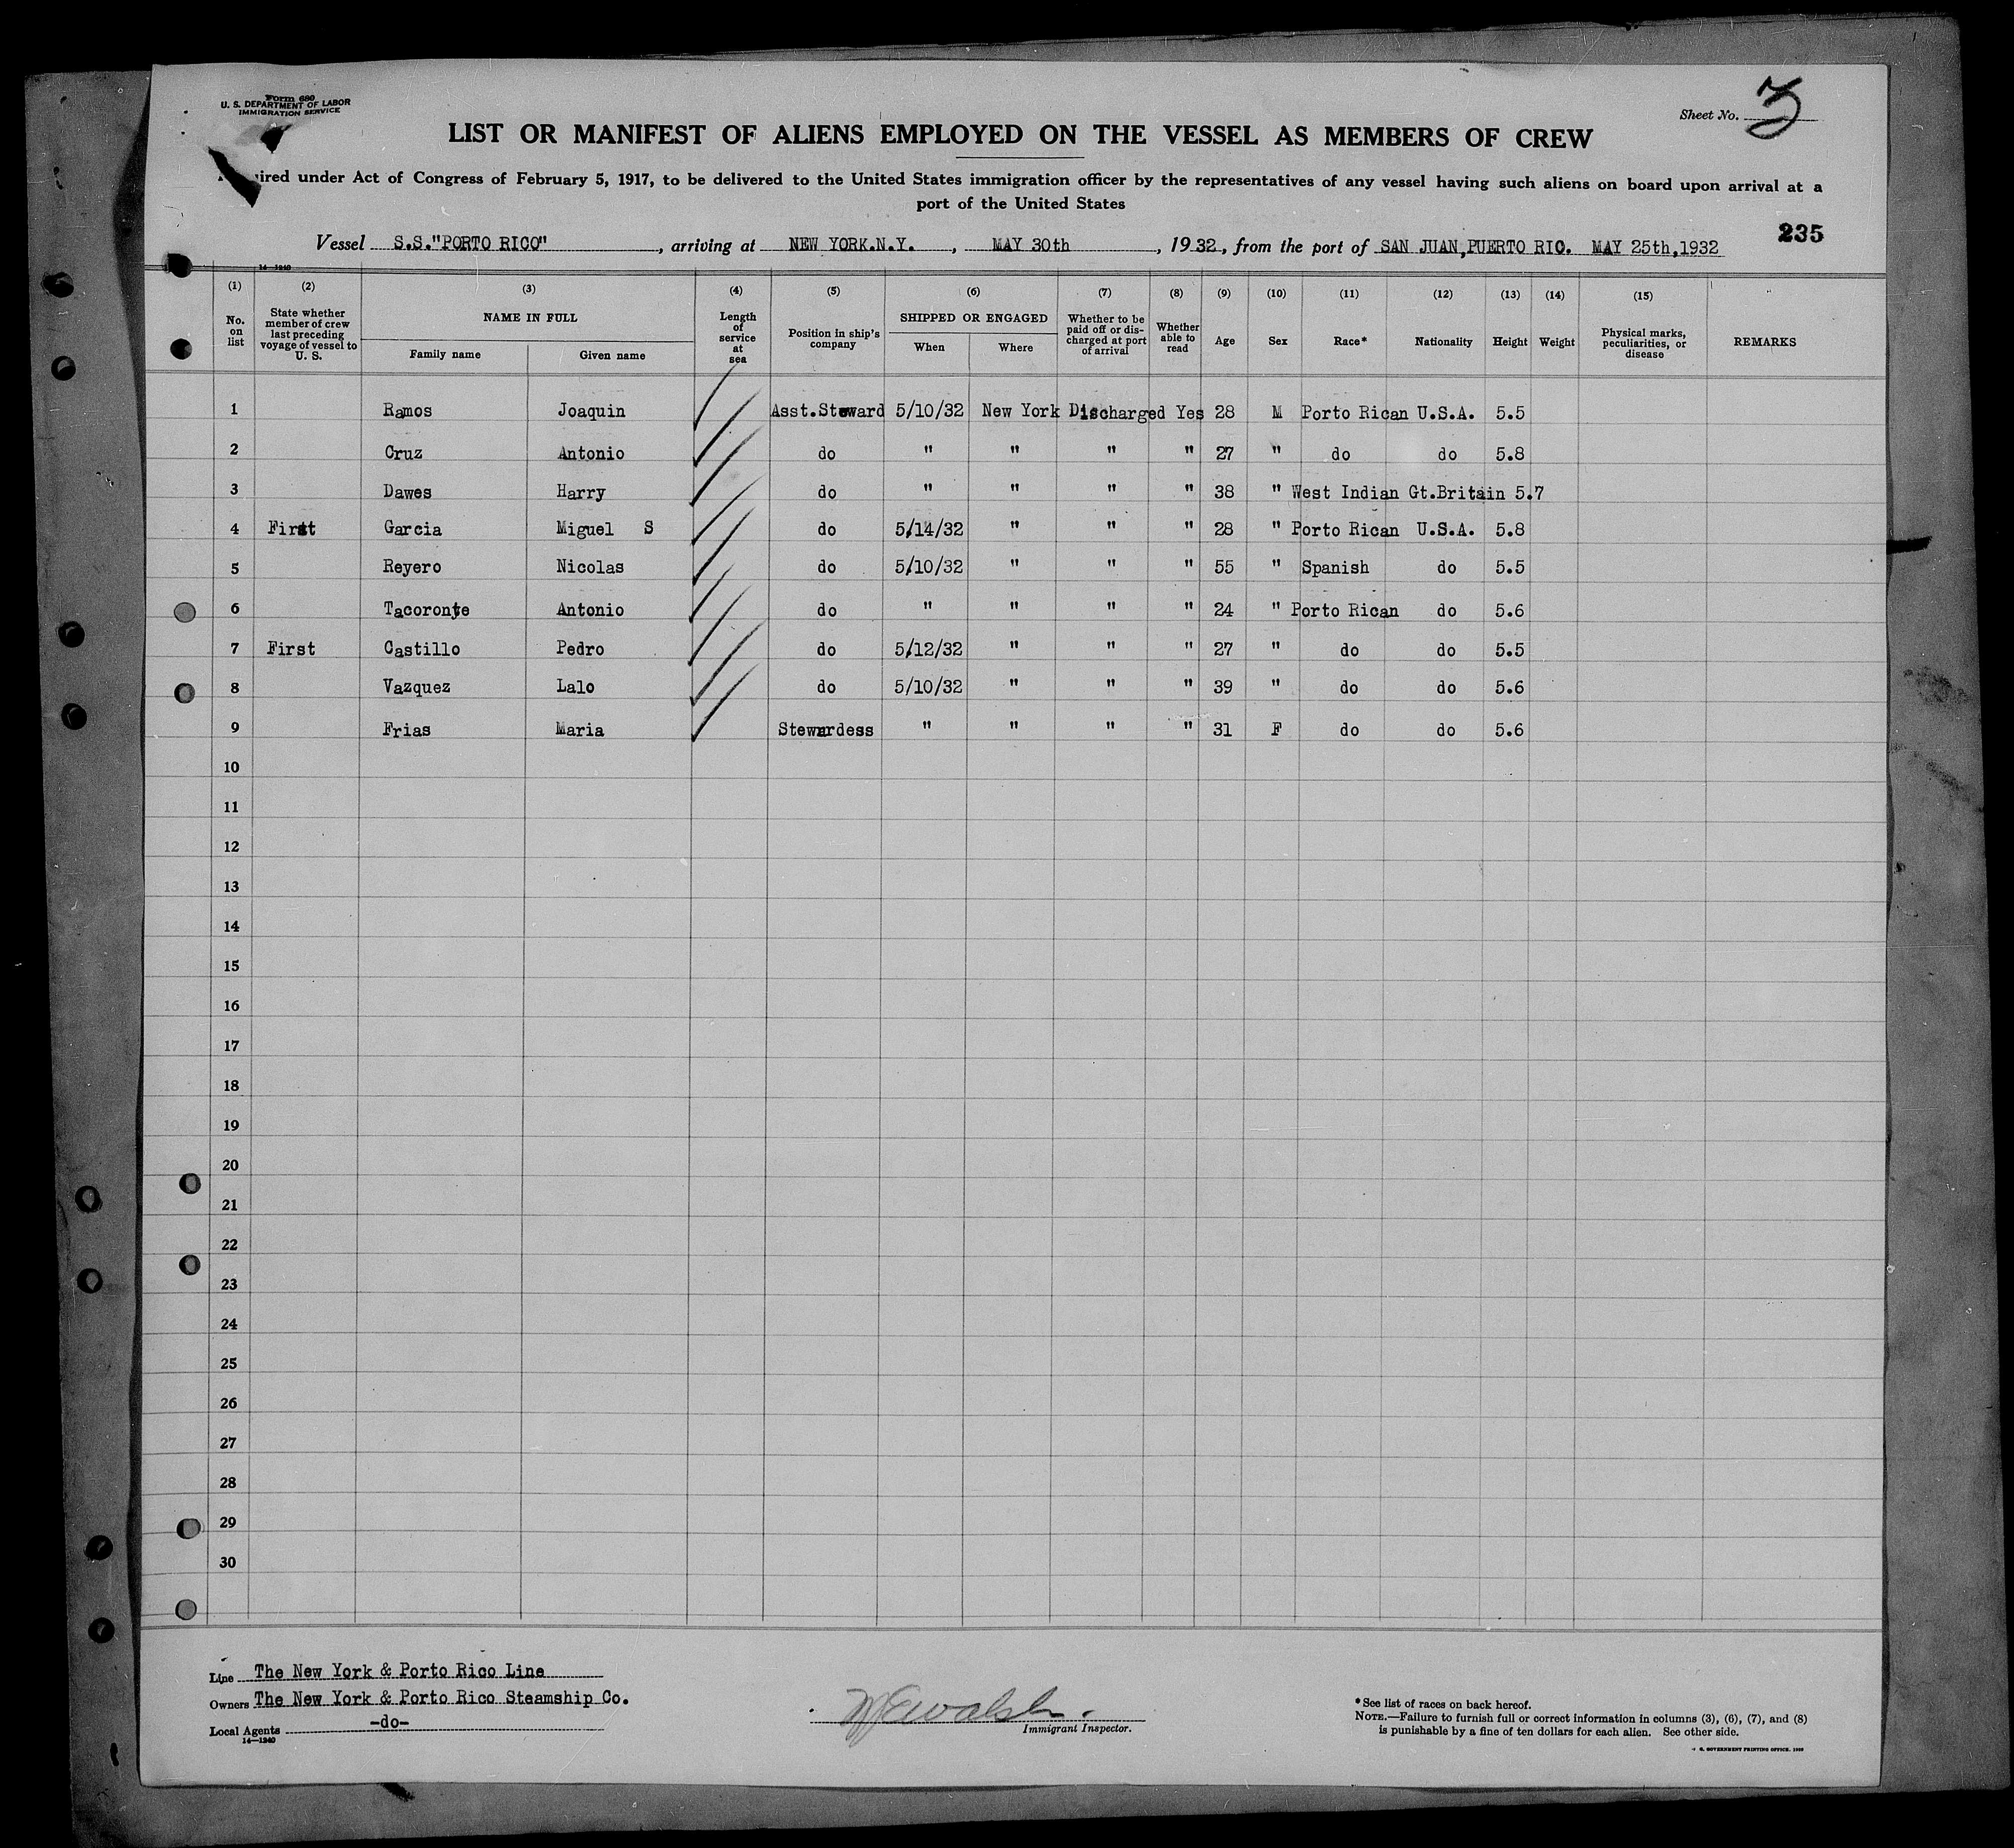 Form 680
U. S. DEPARTMENT OF LABOR
IMMIGRATION SERVICE
Sheet No. 3
LIST OR MANIFEST OF ALIENS EMPLOYED ON THE VESSEL AS MEMBERS OF CREW
ired under Act of Congress of February 5, 1917, to be delivered to the United States immigration officer by the representatives of any vessel having such aliens on board upon arrival at a
port of the United States
235
Vessel S.S."PORTO RICO", arriving at NEW YORK.N.Y., MAY 30th, 1932, from the port of SAN JUAN,PUERTO RIC. MAY 25th,1932
14—1240
(1) (2) (3) (4) (5) (6) (7) (8) (9) (10) (11) (12) (13) (14) (15)
No. on list State whether member of crew last preceding voyage of vessel to U. S. NAME IN FULL Family name Given name Length of service at sea Position in ship's company SHIPPED OR ENGAGED When Where Whether to be paid off or discharged at port of arrival Whether able to read Age Sex Race* Nationality Height Weight Physical marks, peculiarities, or disease REMARKS
1 Ramos Joaquin Asst.Steward 5/10/32 New York Discharged Yes 28 M Porto Rican U.S.A. 5.5
2 Cruz Antonio do " " " " 27 " do do 5.8
3 Dawes Harry do " " " " 38 " West Indian Gt.Britain 5.7
4 First Garcia Miguel S do 5/14/32 " " " 28 " Porto Rican U.S.A. 5.8
5 Reyero Nicolas do 5/10/32 " " " 55 " Spanish do 5.5
6 Tacoronte Antonio do " " " " 24 " Porto Rican do 5.6
7 First Castillo Pedro do 5/12/32 " " " 27 " do do 5.5
8 Vazquez Lalo do 5/10/32 " " " 39 " do do 5.6
9 Frias Maria Stewardess " " " " 31 F do do 5.6
10
11
12
13
14
15
16
17
18
19
20
21
22
23
24
25
26
27
28
29
30
Line The New York & Porto Rico Line
Owners The New York & Porto Rico Steamship Co.
Local Agents -do-
14—1240
Walsh
Immigrant Inspector.
*See list of races on back hereof.
NOTE.—Failure to furnish full or correct information in columns (3), (6), (7), and (8)
is punishable by a fine of ten dollars for each alien. See other side.
GOVERNMENT PRINTING OFFICE